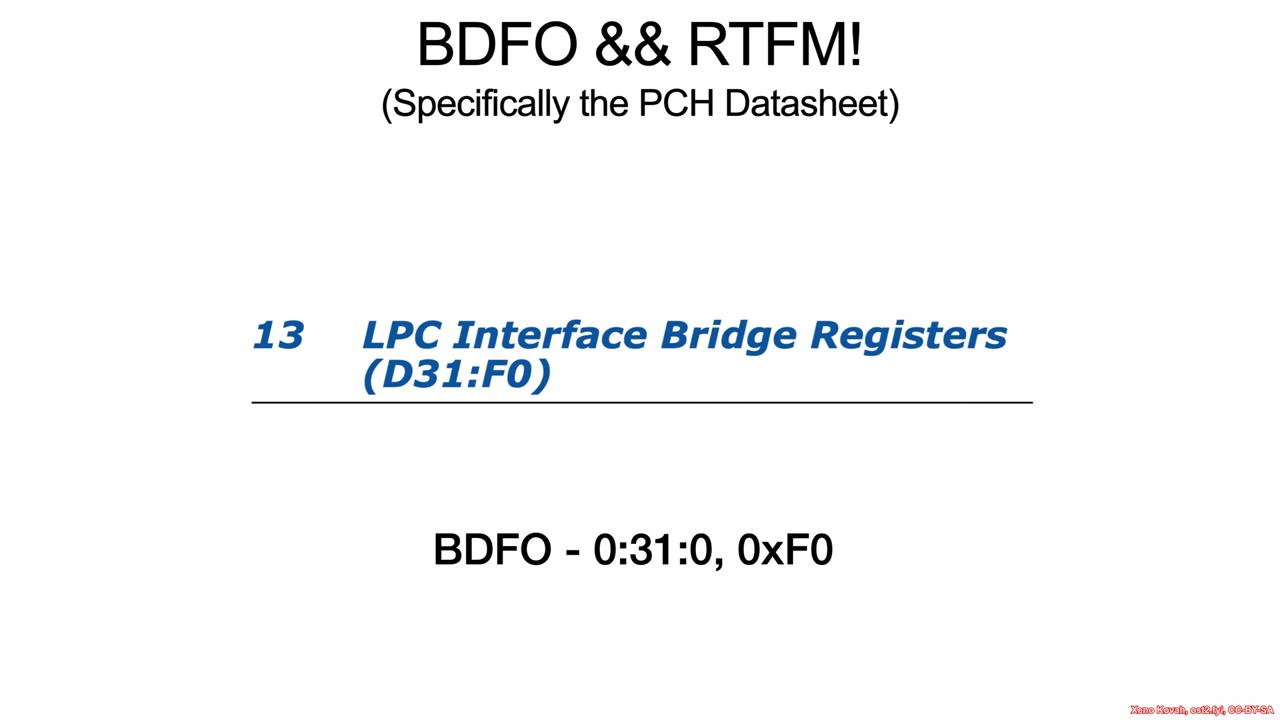 BDFO && RTFM!
(Specifically the PCH Datasheet)
13 LPC Interface Bridge Registers
(D31:F0)
BDFO - 0:31:0, 0xF0
Xeno Kovah, ost2.fyi, CC-BY-SA